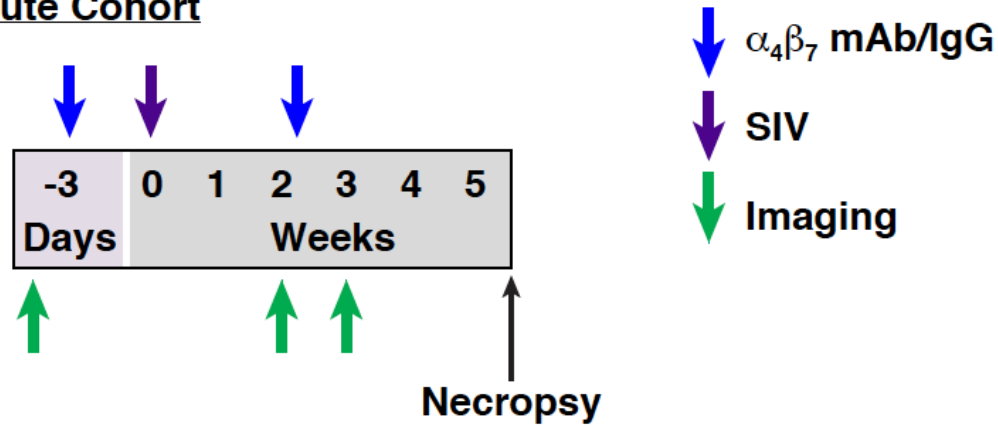 ute Cohort
α₄β₇ mAb/IgG
SIV
Imaging
-3 0 1 2 3 4 5
Days Weeks
Necropsy